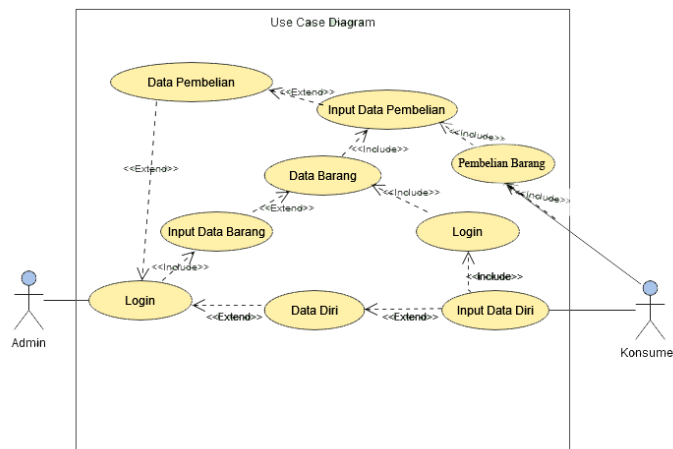 Use Case Diagram
Data Pembelian
<<Extend>>
Input Data Pembelian
<<Include>>
Pembelian Barang
<<Include>>
<<Extend>>
Data Barang
<<Include>>
<<Include>>
<<Extend>>
Input Data Barang
Login
<<Include>>
<<Include>>
Login
<<Extend>>
Data Diri
<<Extend>>
Input Data Diri
Admin
Konsume